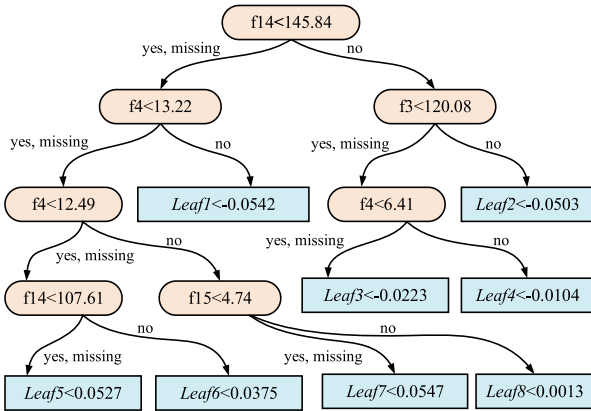 f14<145.84
yes, missing
no
f4<13.22
f3<120.08
yes, missing
no
yes, missing
no
f4<12.49
Leaf1<-0.0542
f4<6.41
Leaf2<-0.0503
yes, missing
no
yes, missing
no
f14<107.61
f15<4.74
Leaf3<-0.0223
Leaf4<-0.0104
yes, missing
no
yes, missing
no
Leaf5<0.0527
Leaf6<0.0375
Leaf7<0.0547
Leaf8<0.0013